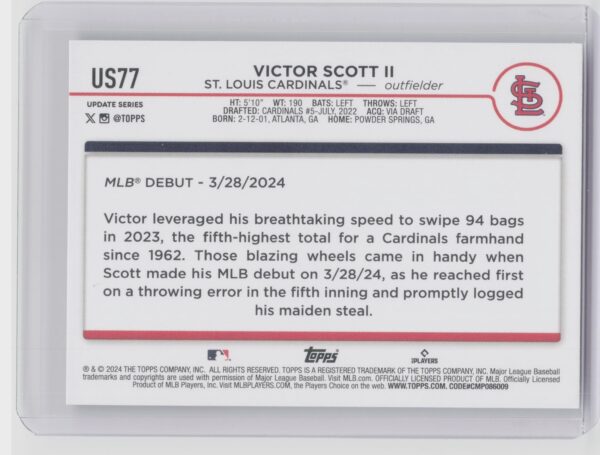 US77
VICTOR SCOTT II
ST. LOUIS CARDINALS® — outfielder
UPDATE SERIES
X @TOPPS
HT: 5'10" WT: 190 BATS: LEFT THROWS: LEFT
DRAFTED: CARDINALS #5-JULY, 2022 ACQ: VIA DRAFT
BORN: 2-12-01, ATLANTA, GA HOME: POWDER SPRINGS, GA
StL
MLB® DEBUT - 3/28/2024
Victor leveraged his breathtaking speed to swipe 94 bags
in 2023, the fifth-highest total for a Cardinals farmhand
since 1962. Those blazing wheels came in handy when
Scott made his MLB debut on 3/28/24, as he reached first
on a throwing error in the fifth inning and promptly logged
his maiden steal.
topps
PLAYERS
® & © 2024 THE TOPPS COMPANY, INC. ALL RIGHTS RESERVED. TOPPS IS A REGISTERED TRADEMARK OF THE TOPPS COMPANY, INC. Major League Baseball
trademarks and copyrights are used with permission of Major League Baseball. Visit MLB.com. OFFICIALLY LICENSED PRODUCT OF MLB. Officially Licensed
Product of MLB Players, Inc. Visit MLBPLAYERS.COM, the Players Choice on the web. WWW.TOPPS.COM. CODE#CMP086009